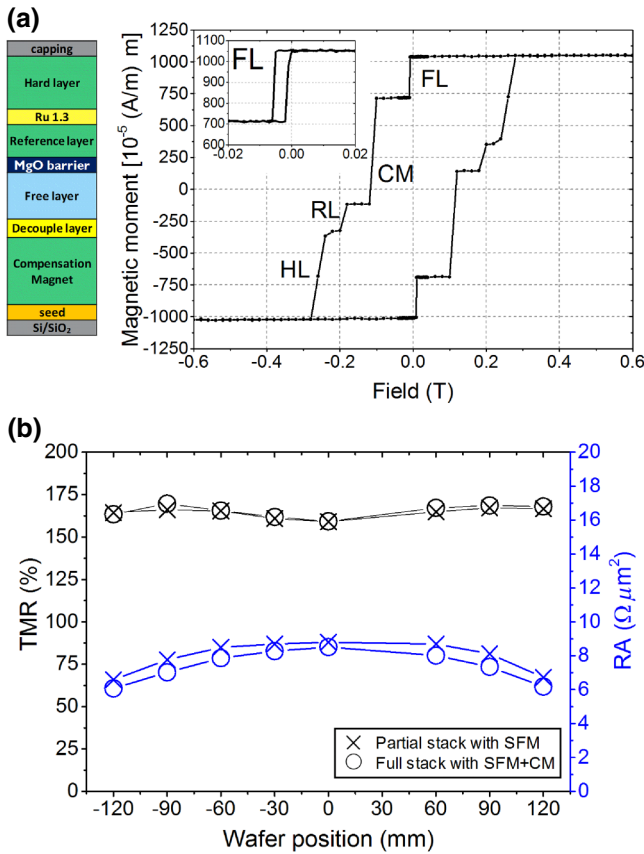 (a)
capping
Hard layer
Ru 1.3
Reference layer
MgO barrier
Free layer
Decouple layer
Compensation
Magnet
seed
Si/SiO₂
Magnetic moment [10⁻⁵ (A/m) m]
1250
1000
750
500
250
0
-250
-500
-750
-1000
-1250
-0.6
-0.4
-0.2
0.0
0.2
0.4
0.6
Field (T)
1100
1000
900
800
700
600
-0.02
0.00
0.02
FL
FL
CM
RL
HL
(b)
TMR (%)
200
175
150
125
100
75
50
25
0
-120
-90
-60
-30
0
30
60
90
120
Wafer position (mm)
20
18
16
14
12
10
8
6
4
2
0
RA (Ω μm²)
Partial stack with SFM
Full stack with SFM+CM